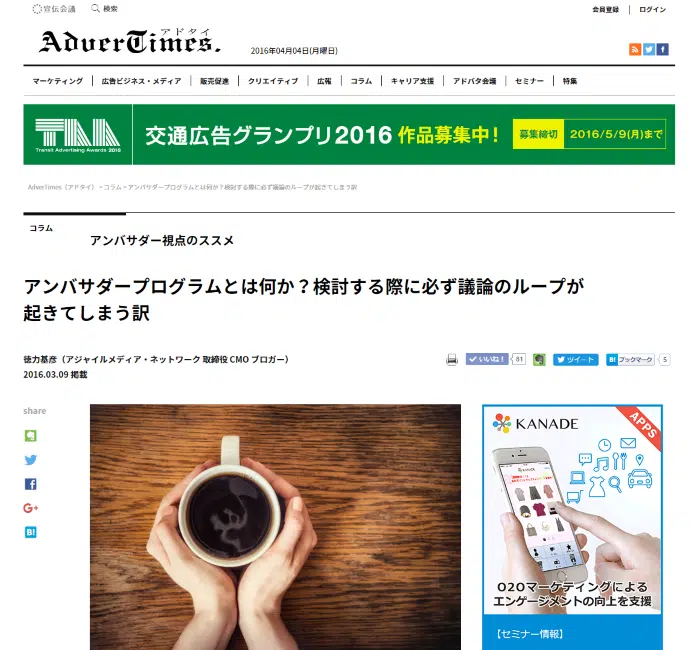 宣伝会議 検索 会員登録 ログイン
アドタイ
AdverTimes.
2016年04月04日(月曜日)
マーケティング 広告ビジネス・メディア 販売促進 クリエイティブ 広報 コラム キャリア支援 アドバタ会議 セミナー 特集
TAA
Transit Advertising Awards 2016
交通広告グランプリ2016 作品募集中! 募集締切 2016/5/9(月)まで
AdverTimes（アドタイ） > コラム > アンバサダープログラムとは何か？検討する際に必ず議論のループが起きてしまう訳
コラム
アンバサダー視点のススメ
アンバサダープログラムとは何か？検討する際に必ず議論のループが
起きてしまう訳
徳力基彦（アジャイルメディア・ネットワーク 取締役 CMO ブロガー）
いいね! 81 ツイート B! ブックマーク 5
2016.03.09 掲載
share
G+
B!
KANADE
APPS
KANADE
O2Oマーケティングによる
エンゲージメントの向上を支援
【セミナー情報】